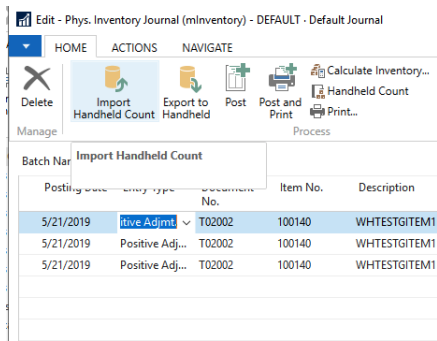 Edit - Phys. Inventory Journal (mInventory) - DEFAULT · Default Journal
HOME ACTIONS NAVIGATE
Delete
Import Handheld Count
Export to Handheld
Post
Post and Print
Calculate Inventory...
Handheld Count
Print...
Manage
Process
Import Handheld Count
Batch Nar
Posting Date Entry Type Document No. Item No. Description
5/21/2019 itive Adjmt. T02002 100140 WHTESTGITEM1
5/21/2019 Positive Adj... T02002 100140 WHTESTGITEM1
5/21/2019 Positive Adj... T02002 100140 WHTESTGITEM1